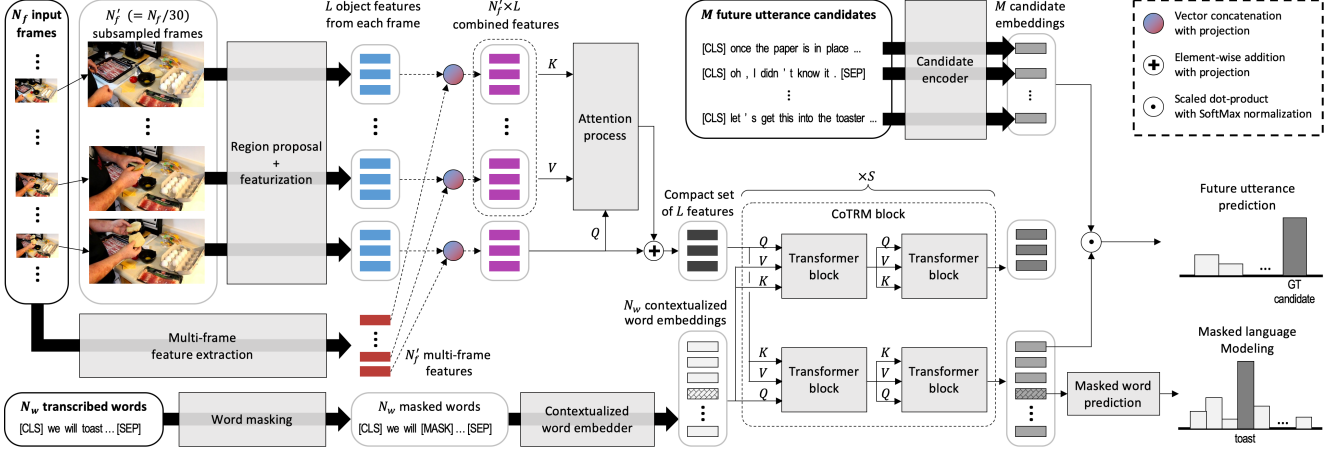 N_f input
frames
N_f′ (= N_f/30)
subsampled frames
L object features
from each frame
N_f′×L
combined features
Region proposal
+
featurization
K
V
Q
Attention
process
M future utterance candidates
[CLS] once the paper is in place ...
[CLS] oh , I didn ' t know it . [SEP]
[CLS] let ' s get this into the toaster ...
Candidate
encoder
M candidate
embeddings
Vector concatenation
with projection
Element-wise addition
with projection
Scaled dot-product
with SoftMax normalization
Compact set
of L features
×S
CoTRM block
Q
V
K
Transformer
block
Q
V
K
Transformer
block
Future utterance
prediction
...
GT
candidate
N_w contextualized
word embeddings
K
V
Q
Transformer
block
K
V
Q
Transformer
block
Masked word
prediction
Masked language
Modeling
...
toast
Multi-frame
feature extraction
N_f′ multi-frame
features
N_w transcribed words
[CLS] we will toast ... [SEP]
Word masking
N_w masked words
[CLS] we will [MASK] ... [SEP]
Contextualized
word embedder